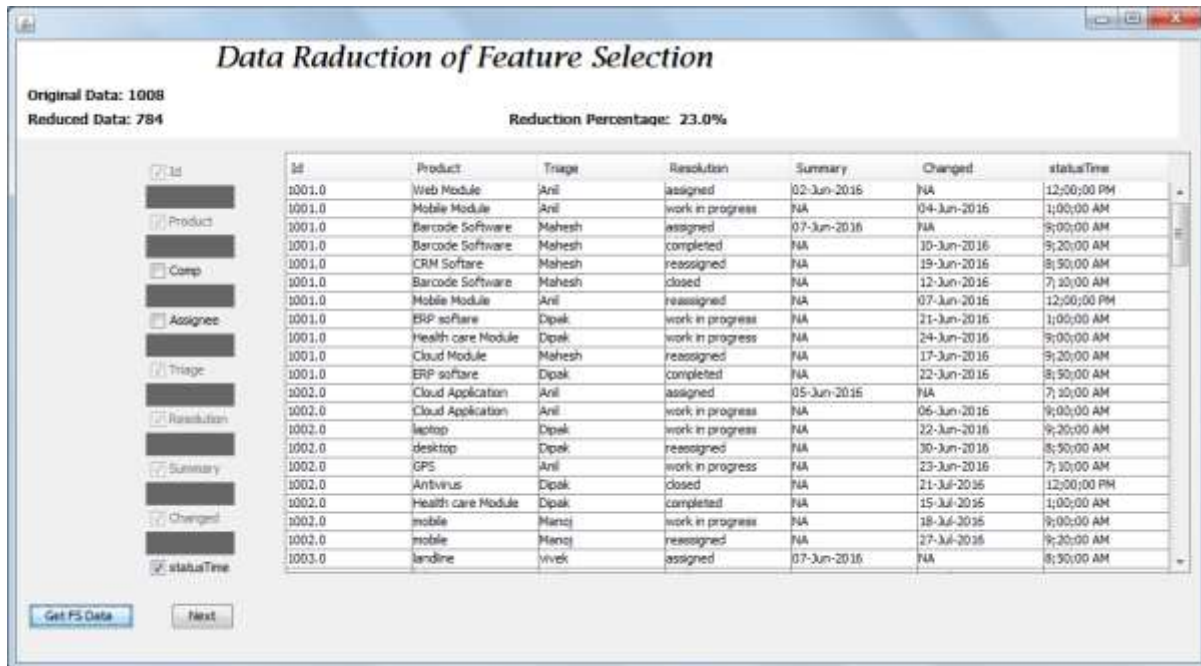 Data Raduction of Feature Selection
Original Data: 1008
Reduced Data: 784 Reduction Percentage: 23.0%
Id
Product
Comp
Assignee
Triage
Resolution
Summary
Changed
statusTime
Id Product Triage Resolution Summary Changed statusTime
1001.0 Web Module Anil assigned 02-Jun-2016 NA 12;00;00 PM
1001.0 Mobile Module Anil work in progress NA 04-Jun-2016 1;00;00 AM
1001.0 Barcode Software Mahesh assigned 07-Jun-2016 NA 9;00;00 AM
1001.0 Barcode Software Mahesh completed NA 10-Jun-2016 9;20;00 AM
1001.0 CRM Softare Mahesh reassigned NA 19-Jun-2016 8;50;00 AM
1001.0 Barcode Software Mahesh closed NA 12-Jun-2016 7;10;00 AM
1001.0 Mobile Module Anil reassigned NA 07-Jun-2016 12;00;00 PM
1001.0 ERP softare Dipak work in progress NA 21-Jun-2016 1;00;00 AM
1001.0 Health care Module Dipak work in progress NA 24-Jun-2016 9;00;00 AM
1001.0 Cloud Module Mahesh reassigned NA 17-Jun-2016 9;20;00 AM
1001.0 ERP softare Dipak completed NA 22-Jun-2016 8;50;00 AM
1002.0 Cloud Application Anil assigned 05-Jun-2016 NA 7;10;00 AM
1002.0 Cloud Application Anil work in progress NA 06-Jun-2016 9;00;00 AM
1002.0 laptop Dipak work in progress NA 22-Jun-2016 9;20;00 AM
1002.0 desktop Dipak reassigned NA 30-Jun-2016 8;50;00 AM
1002.0 GPS Anil work in progress NA 23-Jun-2016 7;10;00 AM
1002.0 Antivirus Dipak closed NA 21-Jul-2016 12;00;00 PM
1002.0 Health care Module Dipak completed NA 15-Jul-2016 1;00;00 AM
1002.0 mobile Manoj work in progress NA 18-Jul-2016 9;00;00 AM
1002.0 mobile Manoj reassigned NA 27-Jul-2016 9;20;00 AM
1003.0 landline vivek assigned 07-Jun-2016 NA 8;50;00 AM
Get FS Data Next